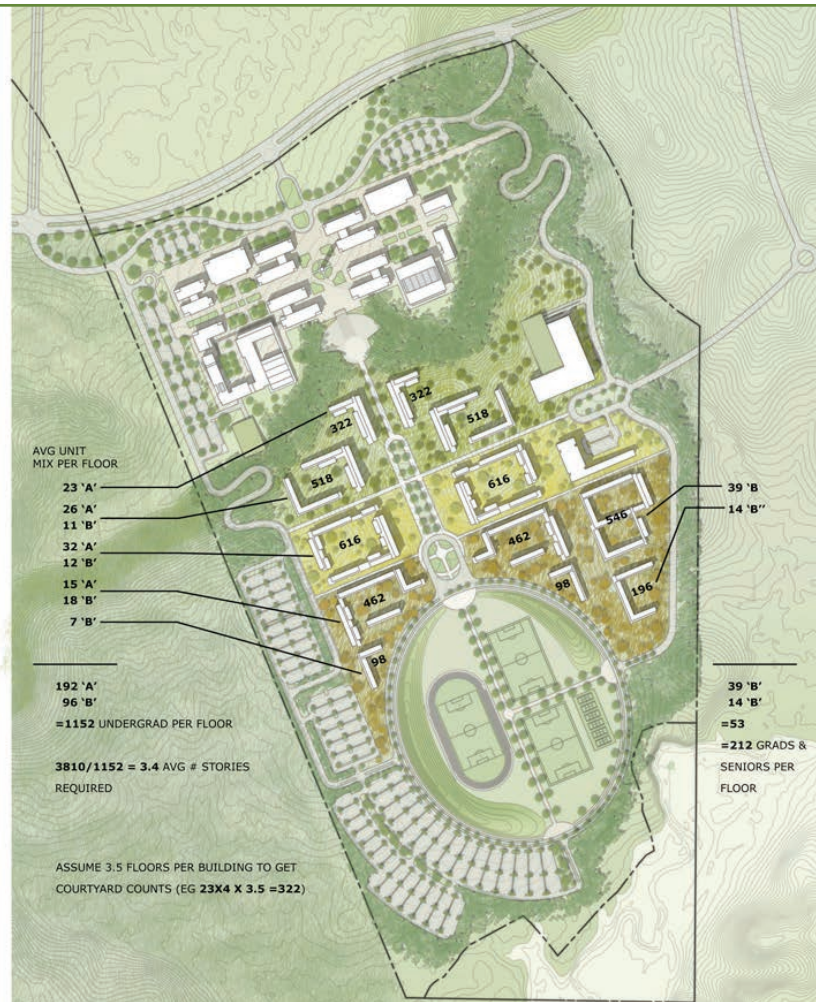 322
322
518
AVG UNIT
MIX PER FLOOR
23 ‘A’
26 ‘A’
11 ‘B’
32 ‘A’
12 ‘B’
15 ‘A’
18 ‘B’
7 ‘B’
518
616
616
462
462
98
98
546
196
39 ‘B
14 ‘B’’
192 ‘A’
96 ‘B’
=1152 UNDERGRAD PER FLOOR
3810/1152 = 3.4 AVG # STORIES
REQUIRED
ASSUME 3.5 FLOORS PER BUILDING TO GET
COURTYARD COUNTS (EG 23X4 X 3.5 =322)
39 ‘B’
14 ‘B’
=53
=212 GRADS &
SENIORS PER
FLOOR